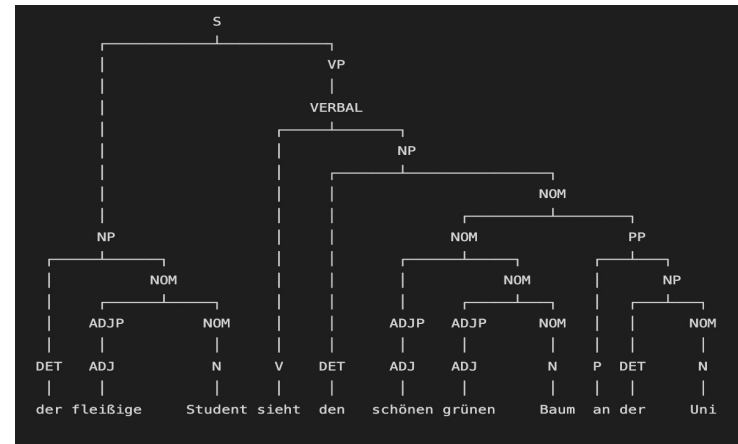 S
VP
VERBAL
NP
NOM
NP NOM PP
NOM NOM NP
ADJP NOM ADJP ADJP NOM NOM
DET ADJ N V DET ADJ ADJ N P DET N
der fleißige Student sieht den schönen grünen Baum an der Uni